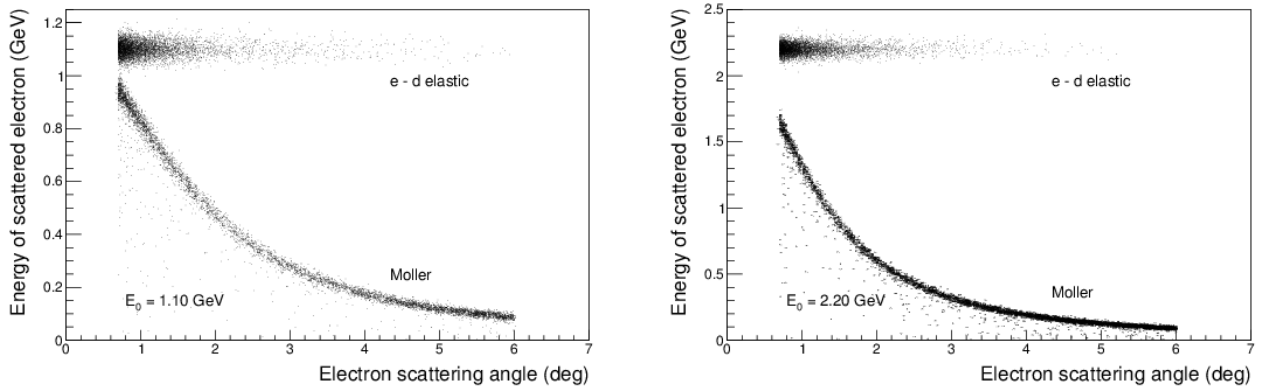 Energy of scattered electron (GeV)
1.2
1
0.8
0.6
0.4
0.2
0
e - d elastic
Moller
E0 = 1.10 GeV
0 1 2 3 4 5 6 7
Electron scattering angle (deg)
Energy of scattered electron (GeV)
2.5
2
1.5
1
0.5
0
e - d elastic
Moller
E0 = 2.20 GeV
0 1 2 3 4 5 6 7
Electron scattering angle (deg)